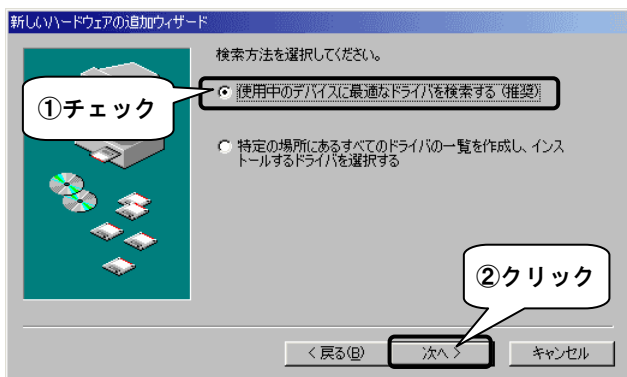 新しいハードウェアの追加ウィザード
検索方法を選択してください。
①チェック
使用中のデバイスに最適なドライバを検索する(推奨)
特定の場所にあるすべてのドライバの一覧を作成し、インス
トールするドライバを選択する
②クリック
< 戻る(B)
次へ >
キャンセル